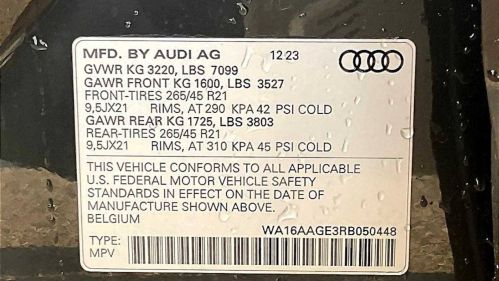 MFD. BY AUDI AG 12 23
GVWR KG 3220, LBS 7099
GAWR FRONT KG 1600, LBS 3527
FRONT-TIRES 265/45 R21
9,5JX21 RIMS, AT 290 KPA 42 PSI COLD
GAWR REAR KG 1725, LBS 3803
REAR-TIRES 265/45 R21
9,5JX21 RIMS, AT 310 KPA 45 PSI COLD
THIS VEHICLE CONFORMS TO ALL APPLICABLE
U.S. FEDERAL MOTOR VEHICLE SAFETY
STANDARDS IN EFFECT ON THE DATE OF
MANUFACTURE SHOWN ABOVE.
BELGIUM WA16AAGE3RB050448
TYPE:
MPV